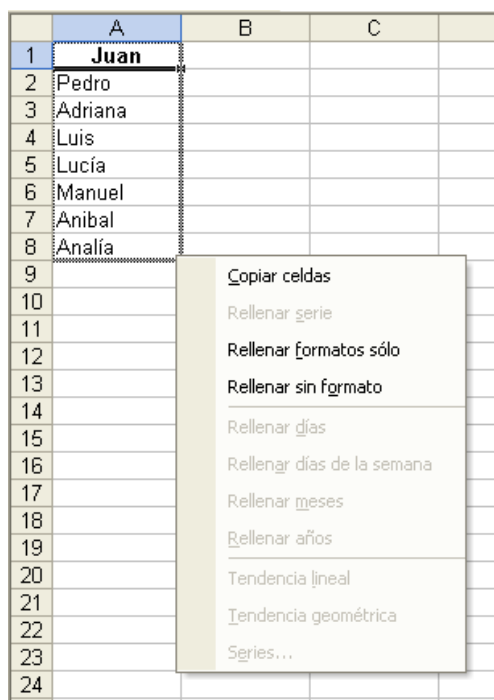 A B C
1 Juan
2 Pedro
3 Adriana
4 Luis
5 Lucía
6 Manuel
7 Anibal
8 Analía
9
10
11
12
13
14
15
16
17
18
19
20
21
22
23
24
Copiar celdas
Rellenar serie
Rellenar formatos sólo
Rellenar sin formato
Rellenar días
Rellenar días de la semana
Rellenar meses
Rellenar años
Tendencia lineal
Tendencia geométrica
Series...